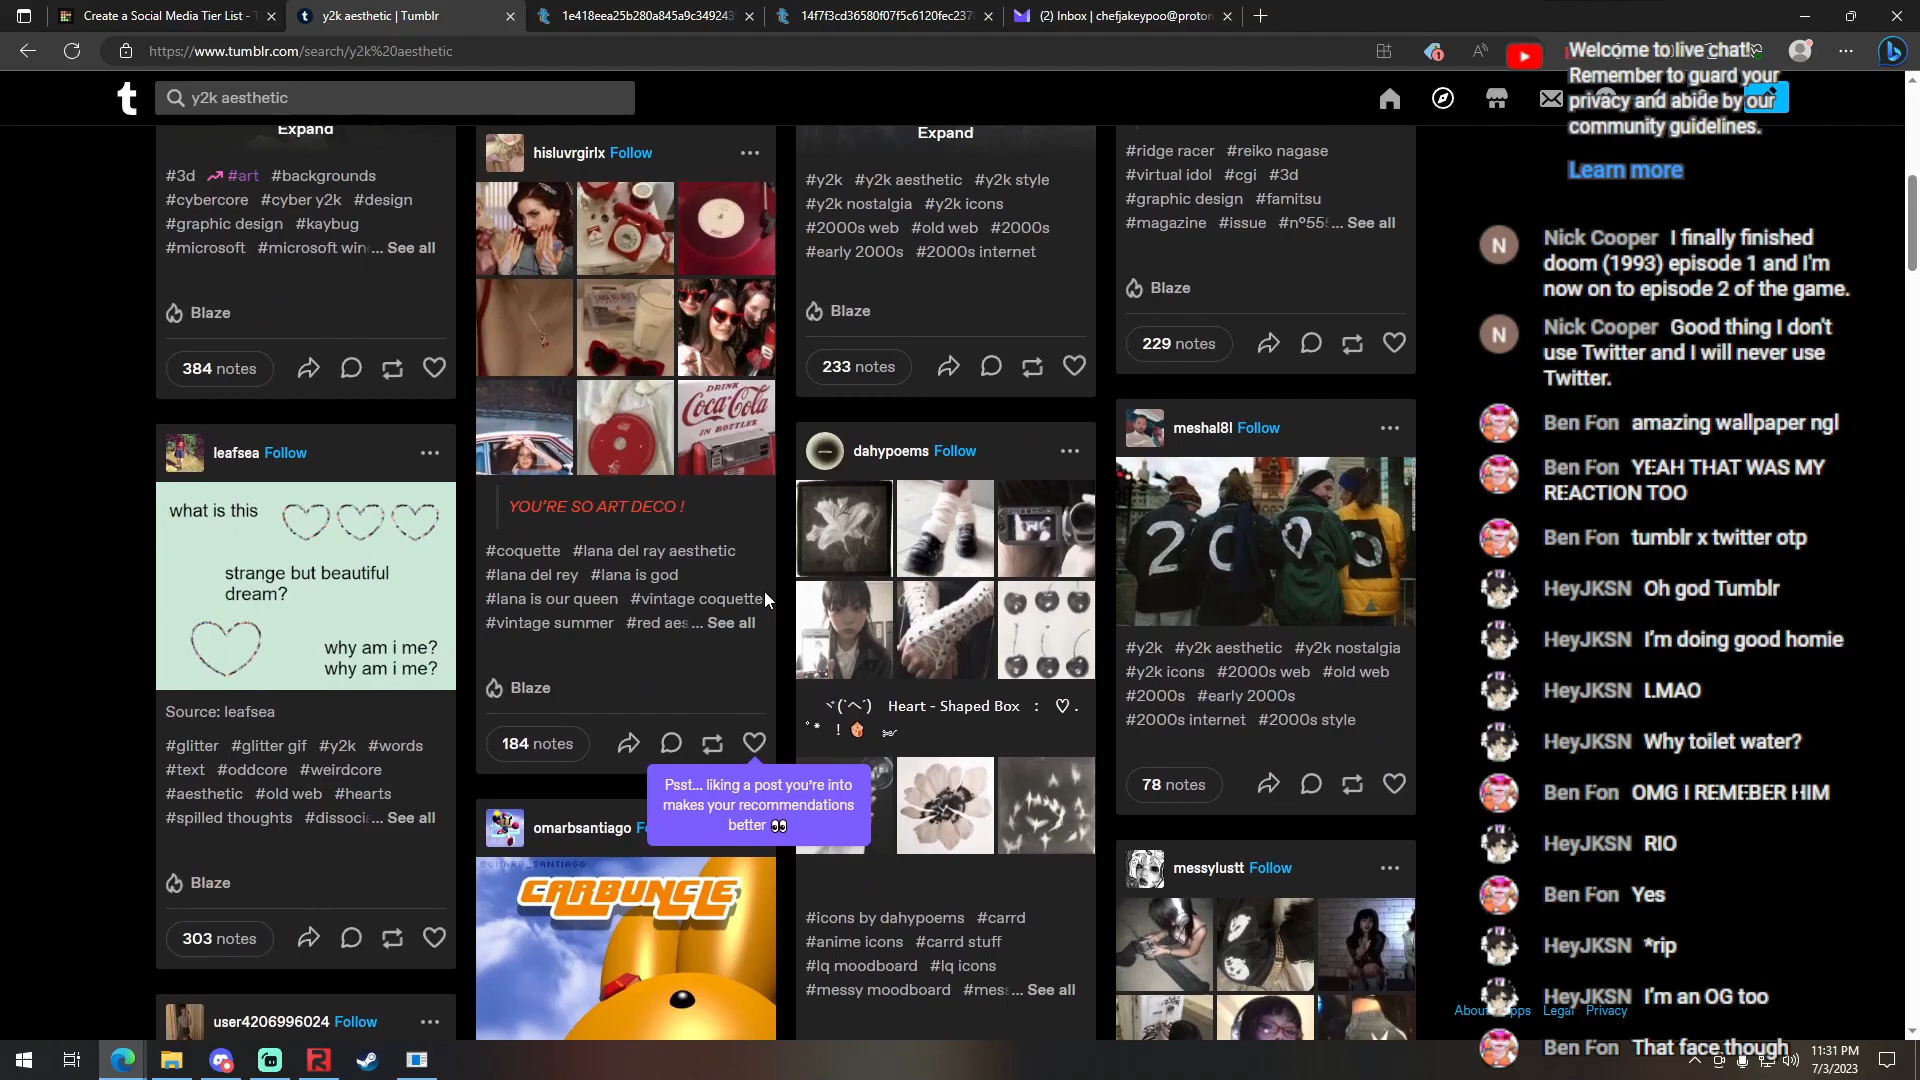 Create a Social Media Tier List - T
y2k aesthetic | Tumblr
1e418eea25b280a845a9c349243
14f7f3cd36580f07f5c6120fec237
(2) Inbox | chefjakeypoo@proton
https://www.tumblr.com/search/y2k%20aesthetic
t
y2k aesthetic
Expand
#3d #art #backgrounds
#cybercore #cyber y2k #design
#graphic design #kaybug
#microsoft #microsoft win... See all
Blaze
384 notes
leafsea Follow
what is this
strange but beautiful
dream?
why am i me?
why am i me?
Source: leafsea
#glitter #glitter gif #y2k #words
#text #oddcore #weirdcore
#aesthetic #old web #hearts
#spilled thoughts #dissoci... See all
Blaze
303 notes
user4206996024 Follow
hisluvrgirlx Follow
DRINK
Coca-Cola
IN BOTTLES
YOU'RE SO ART DECO !
#coquette #lana del ray aesthetic
#lana del rey #lana is god
#lana is our queen #vintage coquette
#vintage summer #red aes... See all
Blaze
184 notes
Psst... liking a post you're into
makes your recommendations
better 👀
omarbsantiago Fo
@OMARB_SANTIAGO
CARBUNCLE
Expand
#y2k #y2k aesthetic #y2k style
#y2k nostalgia #y2k icons
#2000s web #old web #2000s
#early 2000s #2000s internet
Blaze
233 notes
dahypoems Follow
Heart - Shaped Box : ♡.
#icons by dahypoems #carrd
#anime icons #carrd stuff
#lq moodboard #lq icons
#messy moodboard #mes... See all
#ridge racer #reiko nagase
#virtual idol #cgi #3d
#graphic design #famitsu
#magazine #issue #nº55... See all
Blaze
229 notes
meshal8l Follow
2000
#y2k #y2k aesthetic #y2k nostalgia
#y2k icons #2000s web #old web
#2000s #early 2000s
#2000s internet #2000s style
78 notes
messylustt Follow
About Apps Legal Privacy
Welcome to live chat!
Remember to guard your
privacy and abide by our
community guidelines.
Learn more
N Nick Cooper I finally finished
doom (1993) episode 1 and I'm
now on to episode 2 of the game.
N Nick Cooper Good thing I don't
use Twitter and I will never use
Twitter.
Ben Fon amazing wallpaper ngl
Ben Fon YEAH THAT WAS MY
REACTION TOO
Ben Fon tumblr x twitter otp
HeyJKSN Oh god Tumblr
HeyJKSN I'm doing good homie
HeyJKSN LMAO
HeyJKSN Why toilet water?
Ben Fon OMG I REMEBER HIM
HeyJKSN RIO
Ben Fon Yes
HeyJKSN *rip
HeyJKSN I'm an OG too
Ben Fon That face though
11:31 PM
7/3/2023